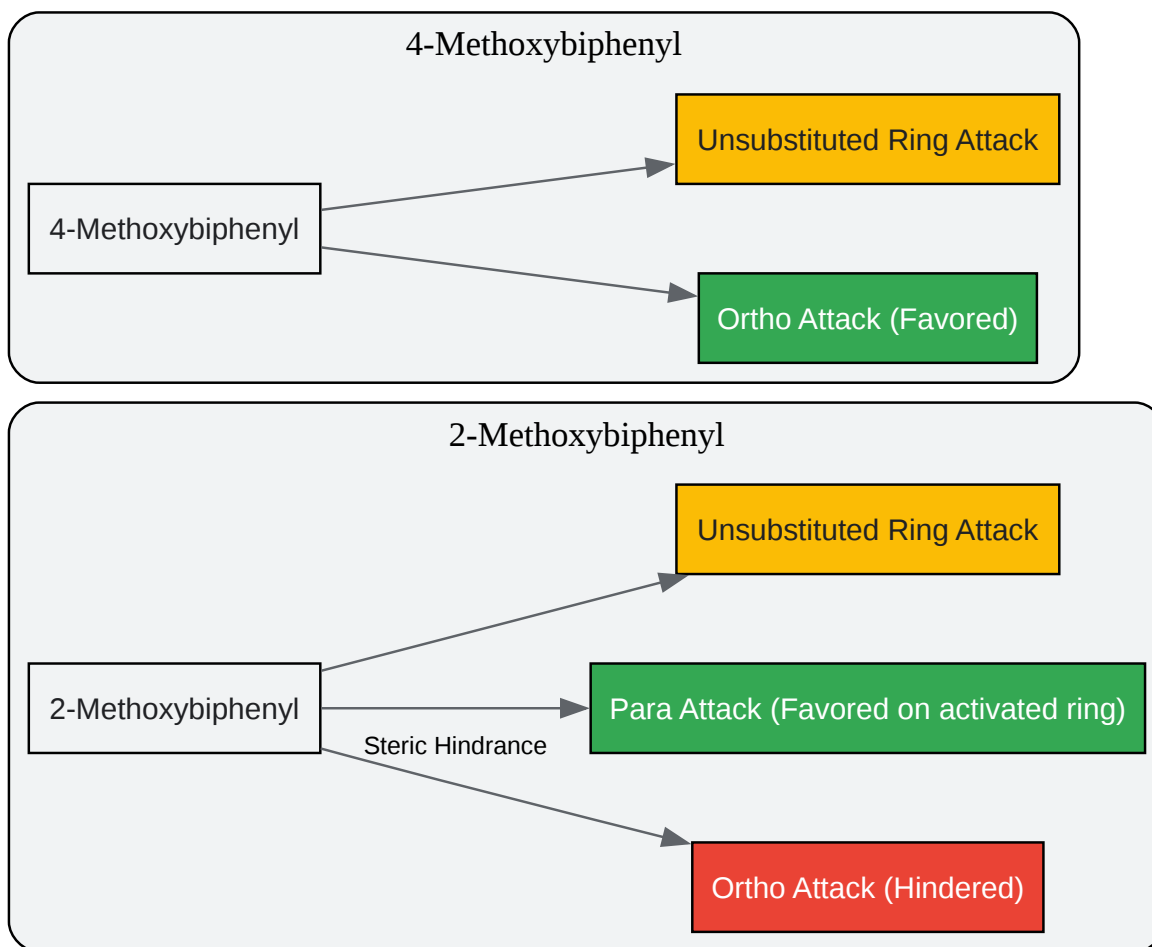 4-Methoxybiphenyl
Unsubstituted Ring Attack
4-Methoxybiphenyl
Ortho Attack (Favored)
2-Methoxybiphenyl
Unsubstituted Ring Attack
2-Methoxybiphenyl
Para Attack (Favored on activated ring)
Steric Hindrance
Ortho Attack (Hindered)